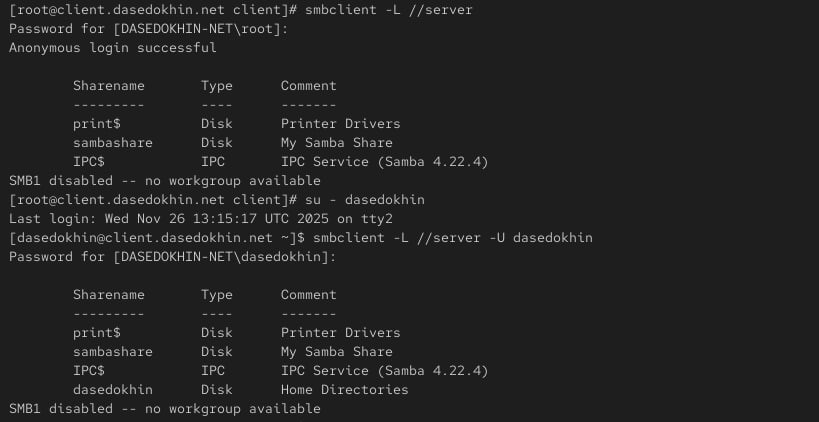 [root@client.dasedokhin.net client]# smbclient -L //server
Password for [DASEDOKHIN-NET\root]:
Anonymous login successful

        Sharename       Type      Comment
        ---------       ----      -------
        print$          Disk      Printer Drivers
        sambashare      Disk      My Samba Share
        IPC$            IPC       IPC Service (Samba 4.22.4)
SMB1 disabled -- no workgroup available
[root@client.dasedokhin.net client]# su - dasedokhin
Last login: Wed Nov 26 13:15:17 UTC 2025 on tty2
[dasedokhin@client.dasedokhin.net ~]$ smbclient -L //server -U dasedokhin
Password for [DASEDOKHIN-NET\dasedokhin]:

        Sharename       Type      Comment
        ---------       ----      -------
        print$          Disk      Printer Drivers
        sambashare      Disk      My Samba Share
        IPC$            IPC       IPC Service (Samba 4.22.4)
        dasedokhin      Disk      Home Directories
SMB1 disabled -- no workgroup available